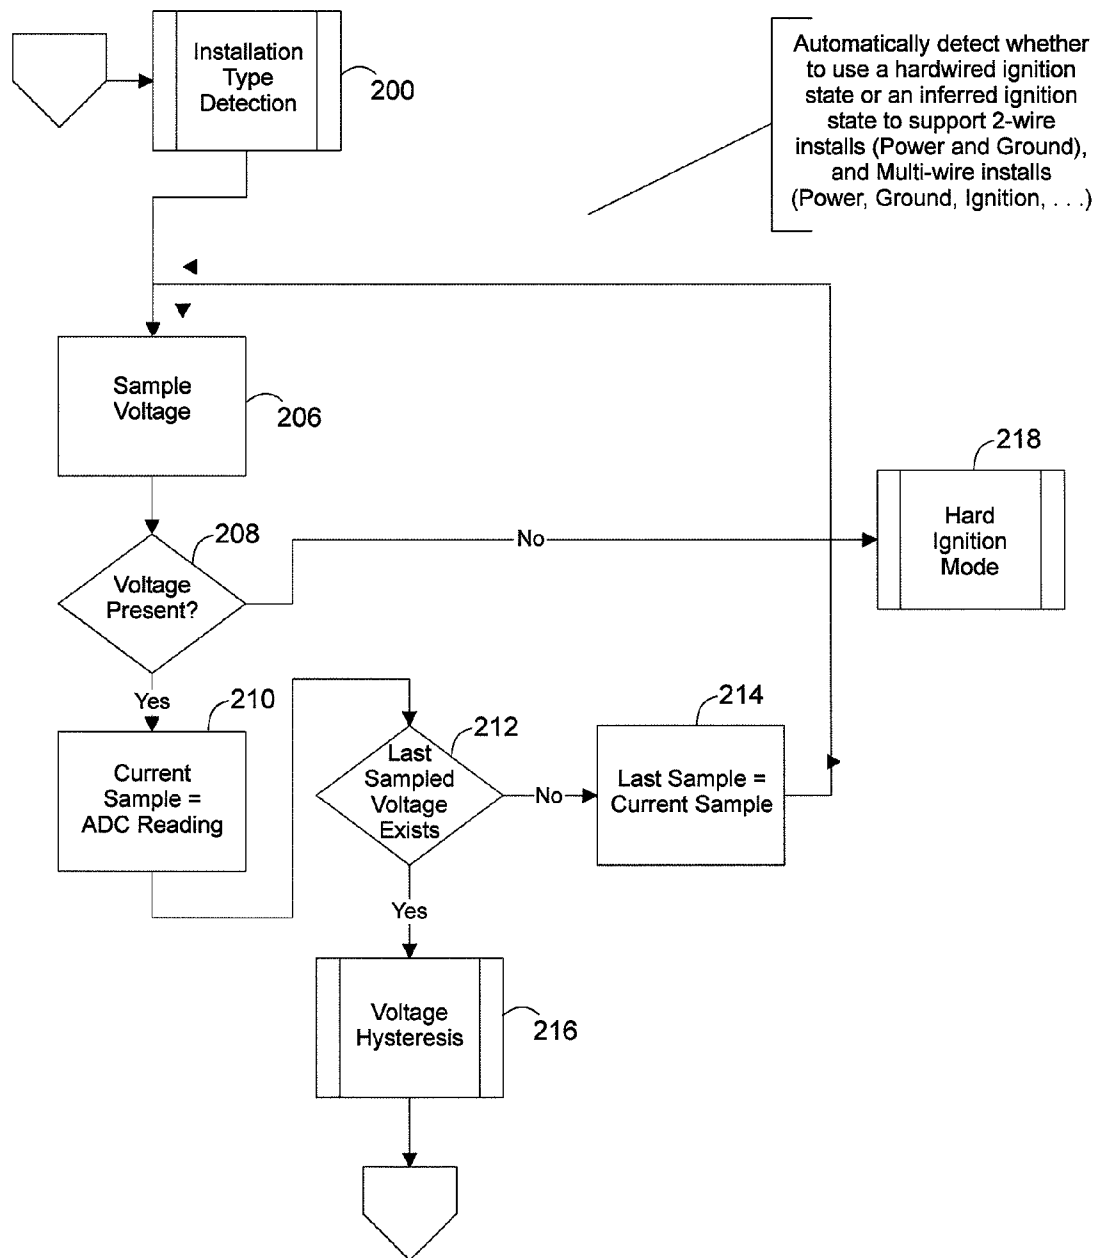 Installation
Type
Detection
200
Automatically detect whether
to use a hardwired ignition
state or an inferred ignition
state to support 2-wire
installs (Power and Ground),
and Multi-wire installs
(Power, Ground, Ignition, . . .)
Sample
Voltage
206
218
Hard
Ignition
Mode
208
No
Voltage
Present?
Yes
210
Current
Sample =
ADC Reading
212
Last
Sampled
Voltage
Exists
No
214
Last Sample =
Current Sample
Yes
Voltage
Hysteresis
216